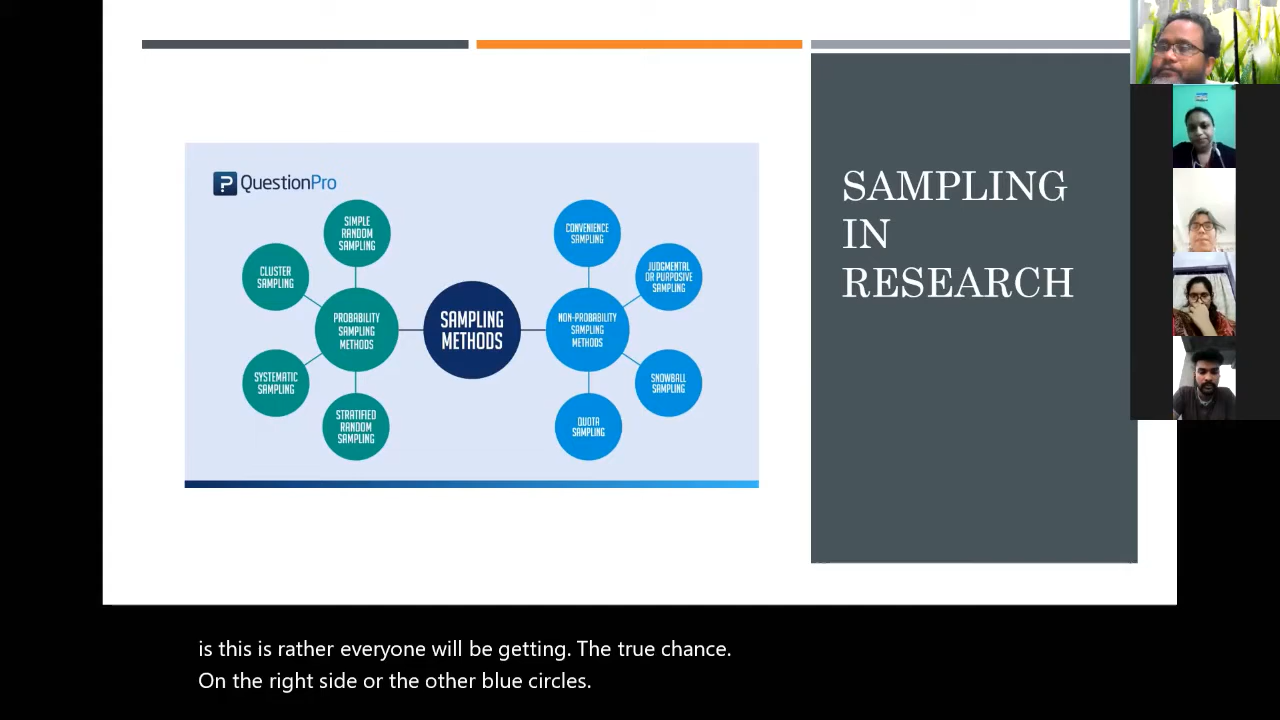 SAMPLING
IN
RESEARCH
? QuestionPro
SIMPLE
RANDOM
SAMPLING
CLUSTER
SAMPLING
PROBABILITY
SAMPLING
METHODS
SYSTEMATIC
SAMPLING
STRATIFIED
RANDOM
SAMPLING
SAMPLING
METHODS
CONVENIENCE
SAMPLING
JUDGMENTAL
OR PURPOSIVE
SAMPLING
NON-PROBABILITY
SAMPLING
METHODS
SNOWBALL
SAMPLING
QUOTA
SAMPLING
is this is rather everyone will be getting. The true chance.
On the right side or the other blue circles.